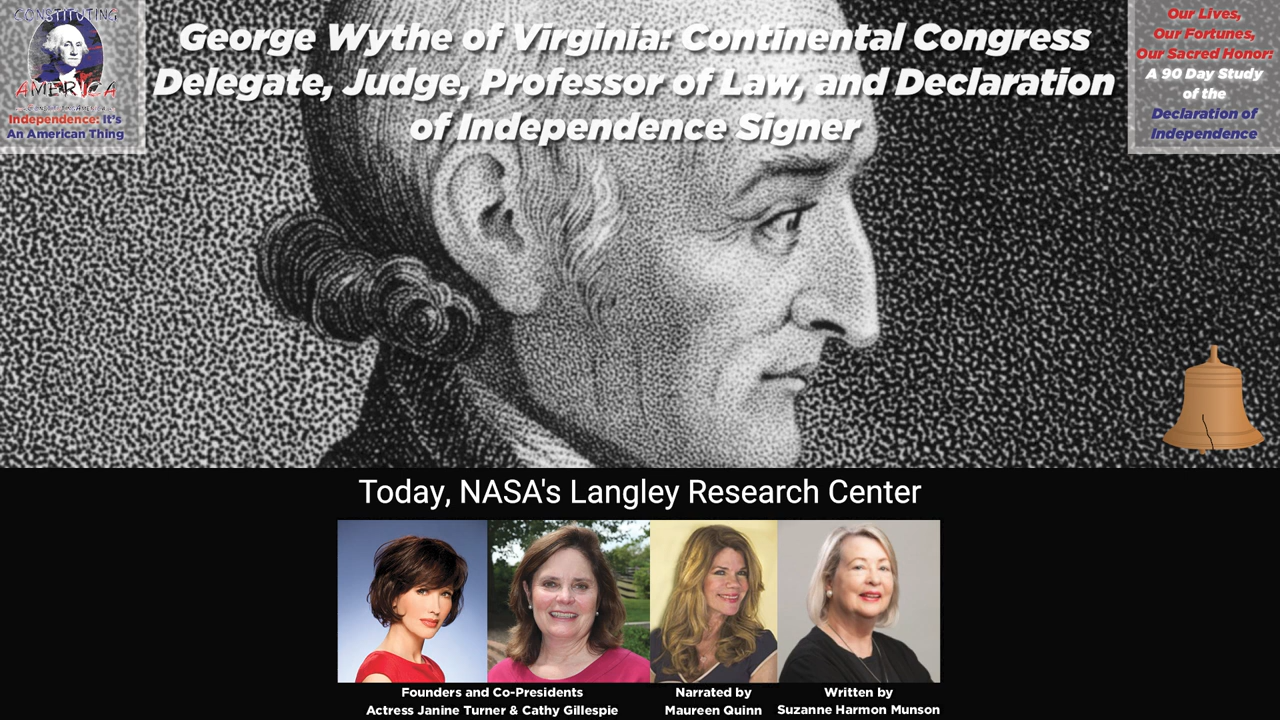 CONSTITUTING
AMERICA
Independence: It's
An American Thing
George Wythe of Virginia: Continental Congress
Delegate, Judge, Professor of Law, and Declaration
of Independence Signer
Our Lives,
Our Fortunes,
Our Sacred Honor:
A 90 Day Study
of the
Declaration of
Independence
Today, NASA's Langley Research Center
Founders and Co-Presidents
Actress Janine Turner & Cathy Gillespie
Narrated by
Maureen Quinn
Written by
Suzanne Harmon Munson